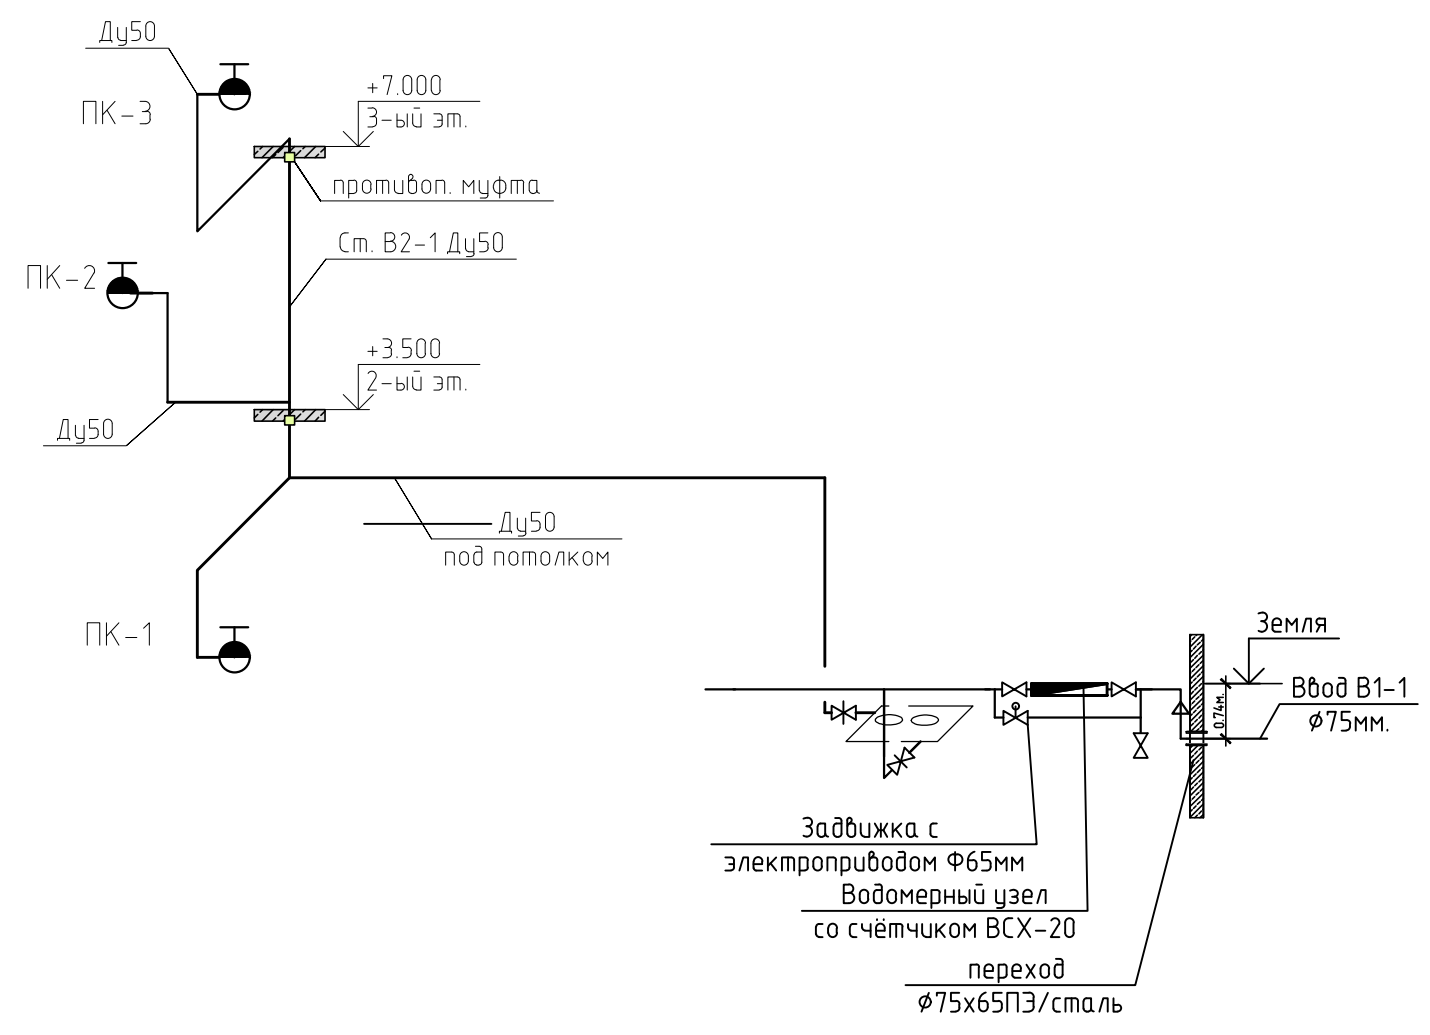 Ду50
ПК-3
+7.000
3-ый эт.
противоп. муфта
Ст. В2-1 Ду50
ПК-2
+3.500
2-ый эт.
Ду50
Ду50
под потолком
ПК-1
Земля
Ввод В1-1
0.74м.
Ф75мм.
Задвижка с
электроприводом Ф65мм
Водомерный узел
со счётчиком ВСХ-20
переход
Ф75х65ПЭ/сталь